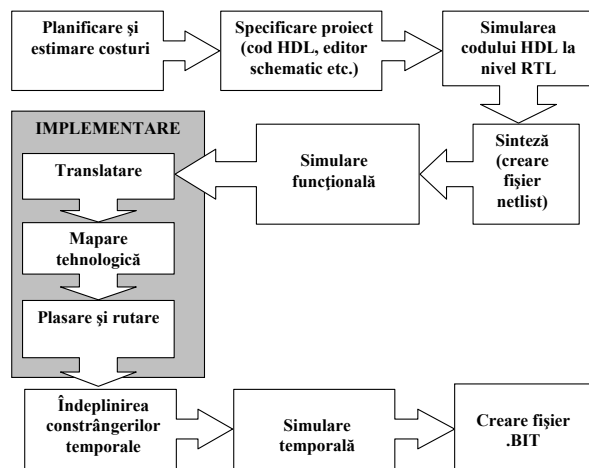 Planificare şi
estimare costuri
Specificare proiect
(cod HDL, editor
schematic etc.)
Simularea
codului HDL la
nivel RTL
Sinteză
(creare
fişier
netlist)
Simulare
funcţională
IMPLEMENTARE
Translatare
Mapare
tehnologică
Plasare şi rutare
Îndeplinirea
constrângerilor
temporale
Simulare
temporală
Creare fişier
.BIT